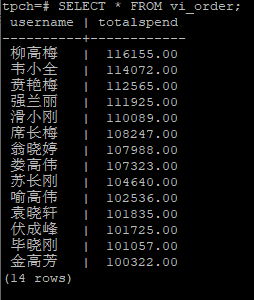 tpch=# SELECT * FROM vi_order;
username | totalspend
----------+------------
柳高梅 | 116155.00
韦小全 | 114072.00
贲艳梅 | 112565.00
强兰丽 | 111925.00
滑小刚 | 110089.00
席长梅 | 108247.00
翁晓婷 | 107988.00
娄高伟 | 107323.00
苏长刚 | 104640.00
喻高伟 | 102536.00
袁晓轩 | 101835.00
伏成峰 | 101725.00
毕晓刚 | 101057.00
金高芳 | 100322.00
(14 rows)